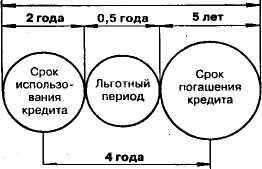 2 года 0,5 года 5 лет
Срок
использо-
вания
кредита
Льготный
период
Срок
погашения
кредита
4 года